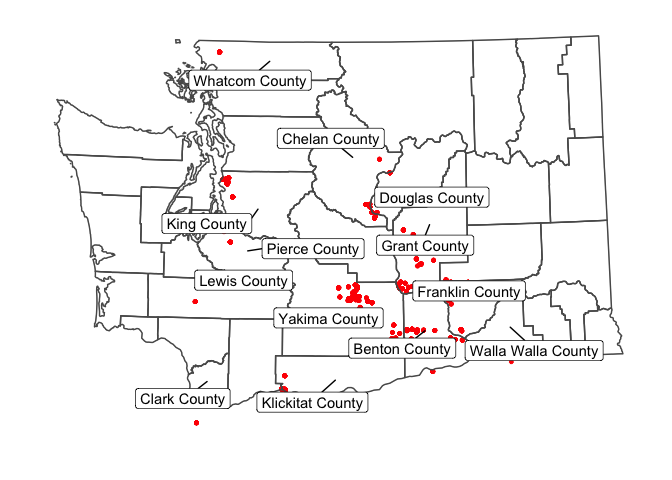 Whatcom County
Chelan County
Douglas County
King County
Grant County
Pierce County
Lewis County
Franklin County
Yakima County
Benton County
Walla Walla County
Clark County
Klickitat County